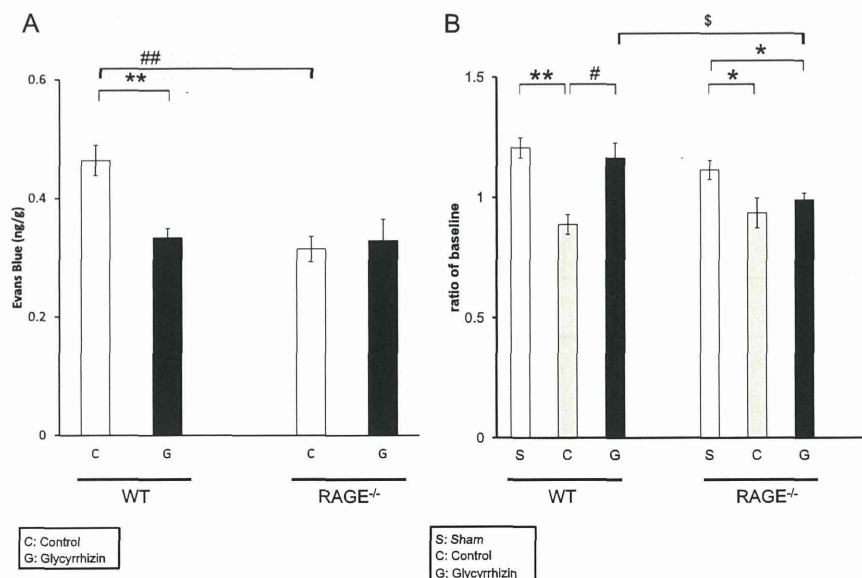 A
B
##
**
0.6
0.4
0.2
0
Evans Blue (ng/g)
C
G
C
G
WT
RAGE-/-
C: Control
G: Glycyrrhizin
$
*
**
#
*
1.5
1
0.5
0
ratio of baseline
S
C
G
S
C
G
WT
RAGE-/-
S: Sham
C: Control
G: Glycyrrhizin